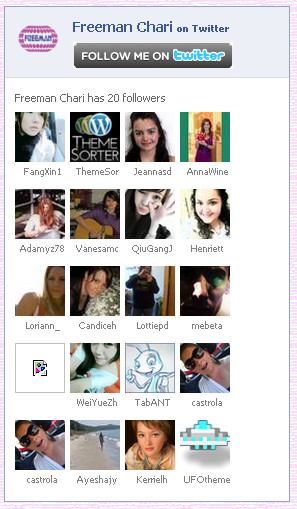 Freeman Chari on Twitter
FREEMAN
FOLLOW ME ON twitter
Freeman Chari has 20 followers
THEME
SORTER
FangXin1 ThemeSor Jeannasd AnnaWine
Adamyz78 Vanesamc QiuGangJ Henriett
Loriann_ Candiceh Lottiepd mebeta
WeiYueZh TabANT castrola
castrola Ayeshajy Kerrielh UFOtheme